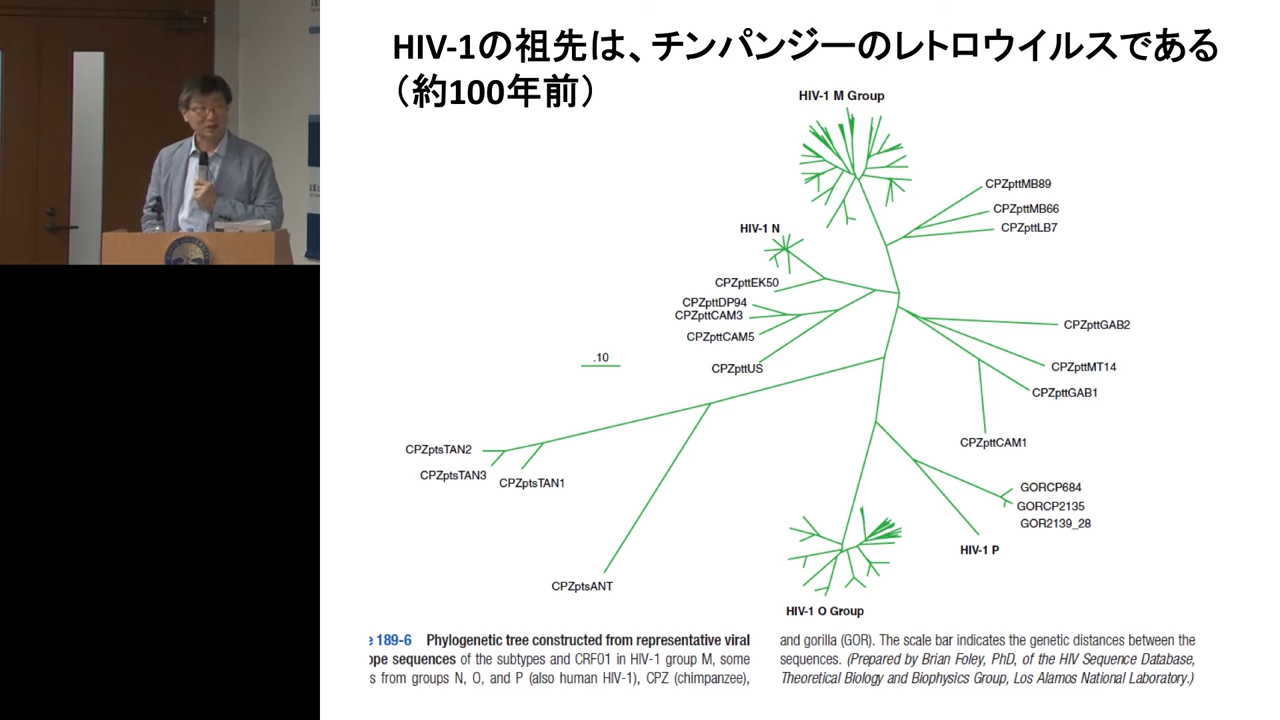 HIV-1の祖先は、チンパンジーのレトロウイルスである
（約100年前）
HIV-1 M Group
CPZpttMB89
CPZpttMB66
CPZpttLB7
HIV-1 N
CPZpttEK50
CPZpttDP94
CPZpttCAM3
CPZpttCAM5
CPZpttUS
.10
CPZpttGAB2
CPZpttMT14
CPZpttGAB1
CPZpttCAM1
CPZptsTAN2
CPZptsTAN3
CPZptsTAN1
GORCP684
GORCP2135
GOR2139_28
HIV-1 P
CPZptsANT
HIV-1 O Group
e 189-6 Phylogenetic tree constructed from representative viral
ope sequences of the subtypes and CRF01 in HIV-1 group M, some
s from groups N, O, and P (also human HIV-1), CPZ (chimpanzee),
and gorilla (GOR). The scale bar indicates the genetic distances between the
sequences. (Prepared by Brian Foley, PhD, of the HIV Sequence Database,
Theoretical Biology and Biophysics Group, Los Alamos National Laboratory.)